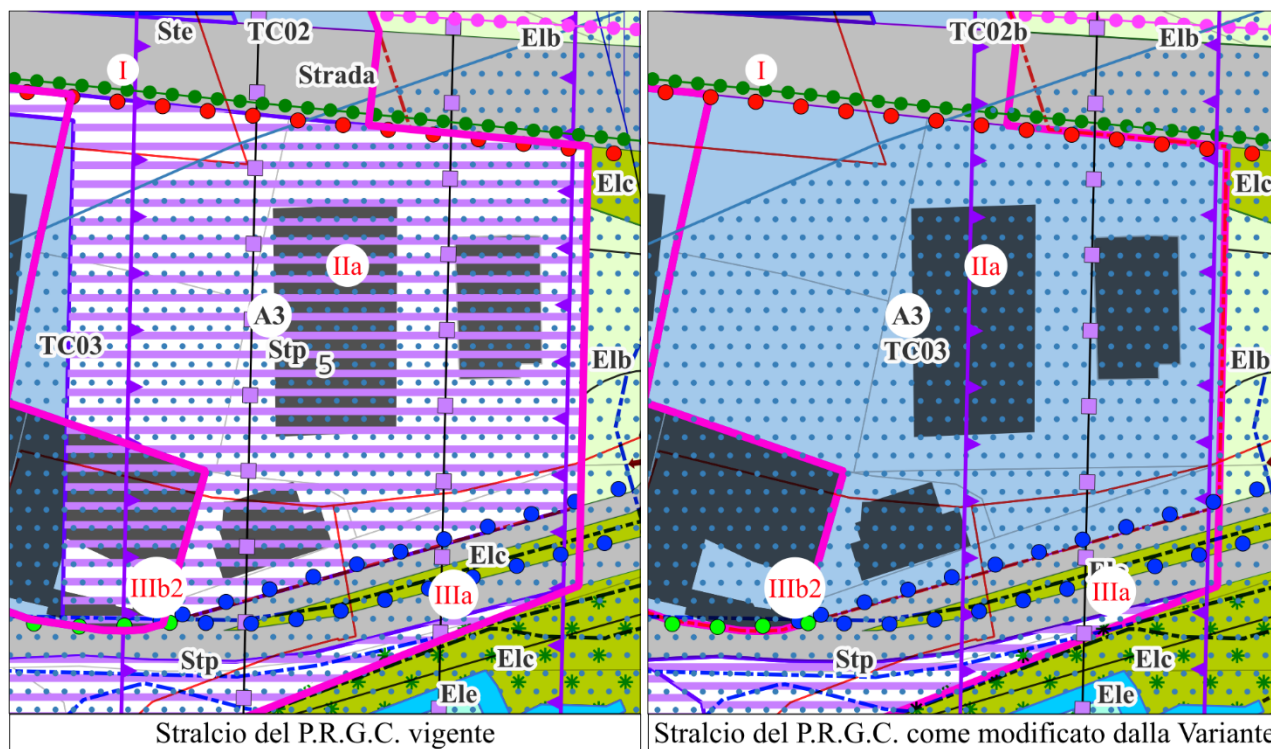 Ste
TC02
Elb
Strada
I
Elc
IIa
A3
Stp
5
TC03
Elb
Elc
IIIb2
IIIa
Stp
Elc
Ele
Stralcio del P.R.G.C. vigente
TC02b
Elb
I
Elc
IIa
A3
TC03
Elb
IIIb2
IIIa
Stp
Elc
Ele
Stralcio del P.R.G.C. come modificato dalla Variante